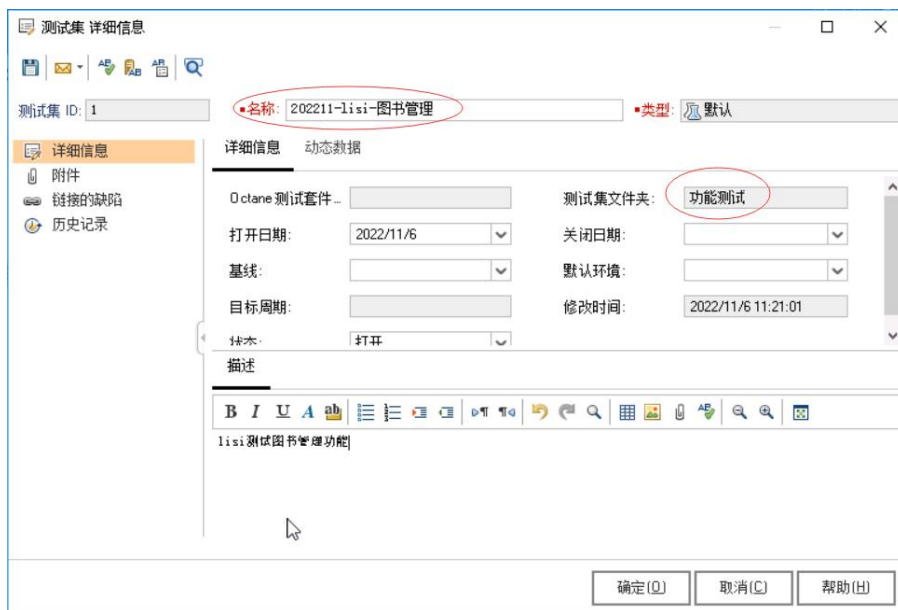 测试集 详细信息
测试集 ID: 1
▪名称: 202211-lisi-图书管理
▪类型: 默认
详细信息
附件
链接的缺陷
历史记录
详细信息 动态数据
Octane 测试套件…
测试集文件夹: 功能测试
打开日期: 2022/11/6
关闭日期:
基线:
默认环境:
目标周期:
修改时间: 2022/11/6 11:21:01
状态: 打开
描述
lisi测试图书管理功能
确定(O) 取消(C) 帮助(H)